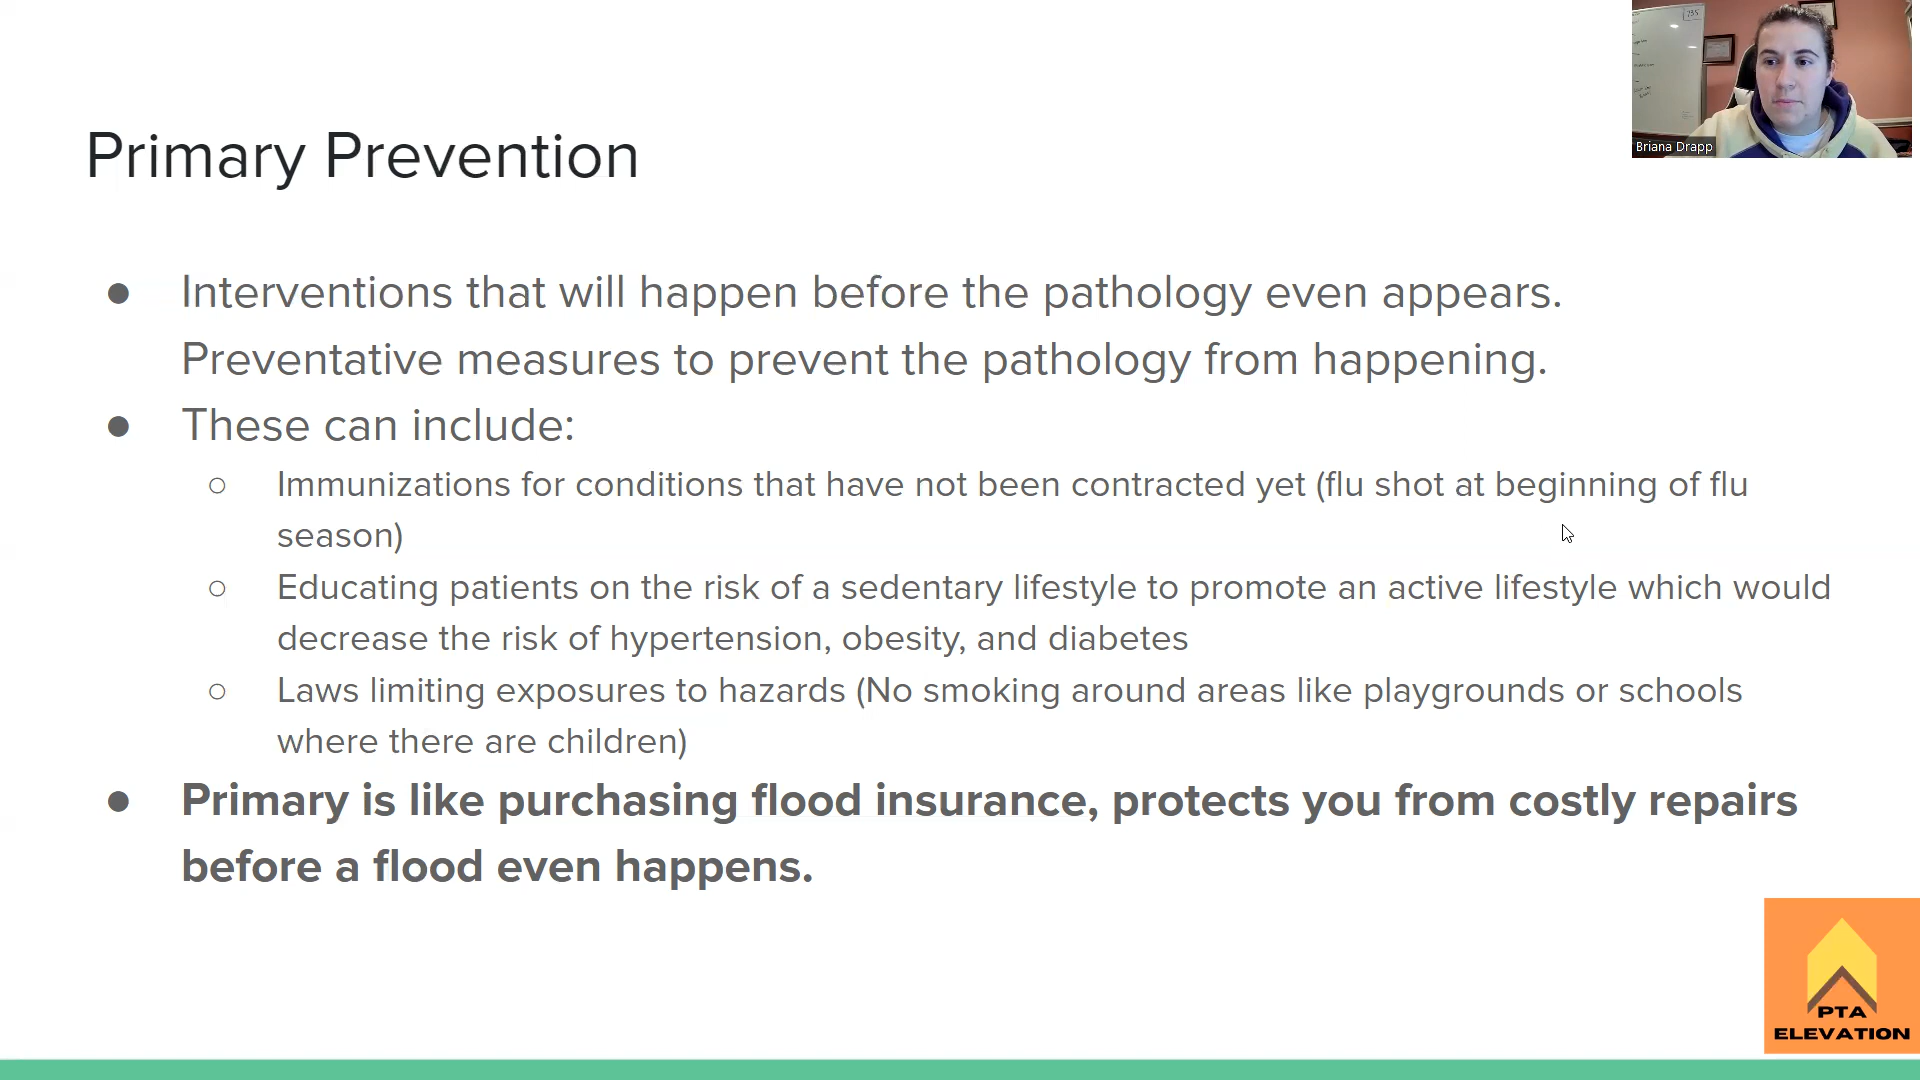 Primary Prevention
● Interventions that will happen before the pathology even appears.
Preventative measures to prevent the pathology from happening.
● These can include:
○ Immunizations for conditions that have not been contracted yet (flu shot at beginning of flu
season)
○ Educating patients on the risk of a sedentary lifestyle to promote an active lifestyle which would
decrease the risk of hypertension, obesity, and diabetes
○ Laws limiting exposures to hazards (No smoking around areas like playgrounds or schools
where there are children)
● Primary is like purchasing flood insurance, protects you from costly repairs
before a flood even happens.
Briana Drapp
PTA
ELEVATION